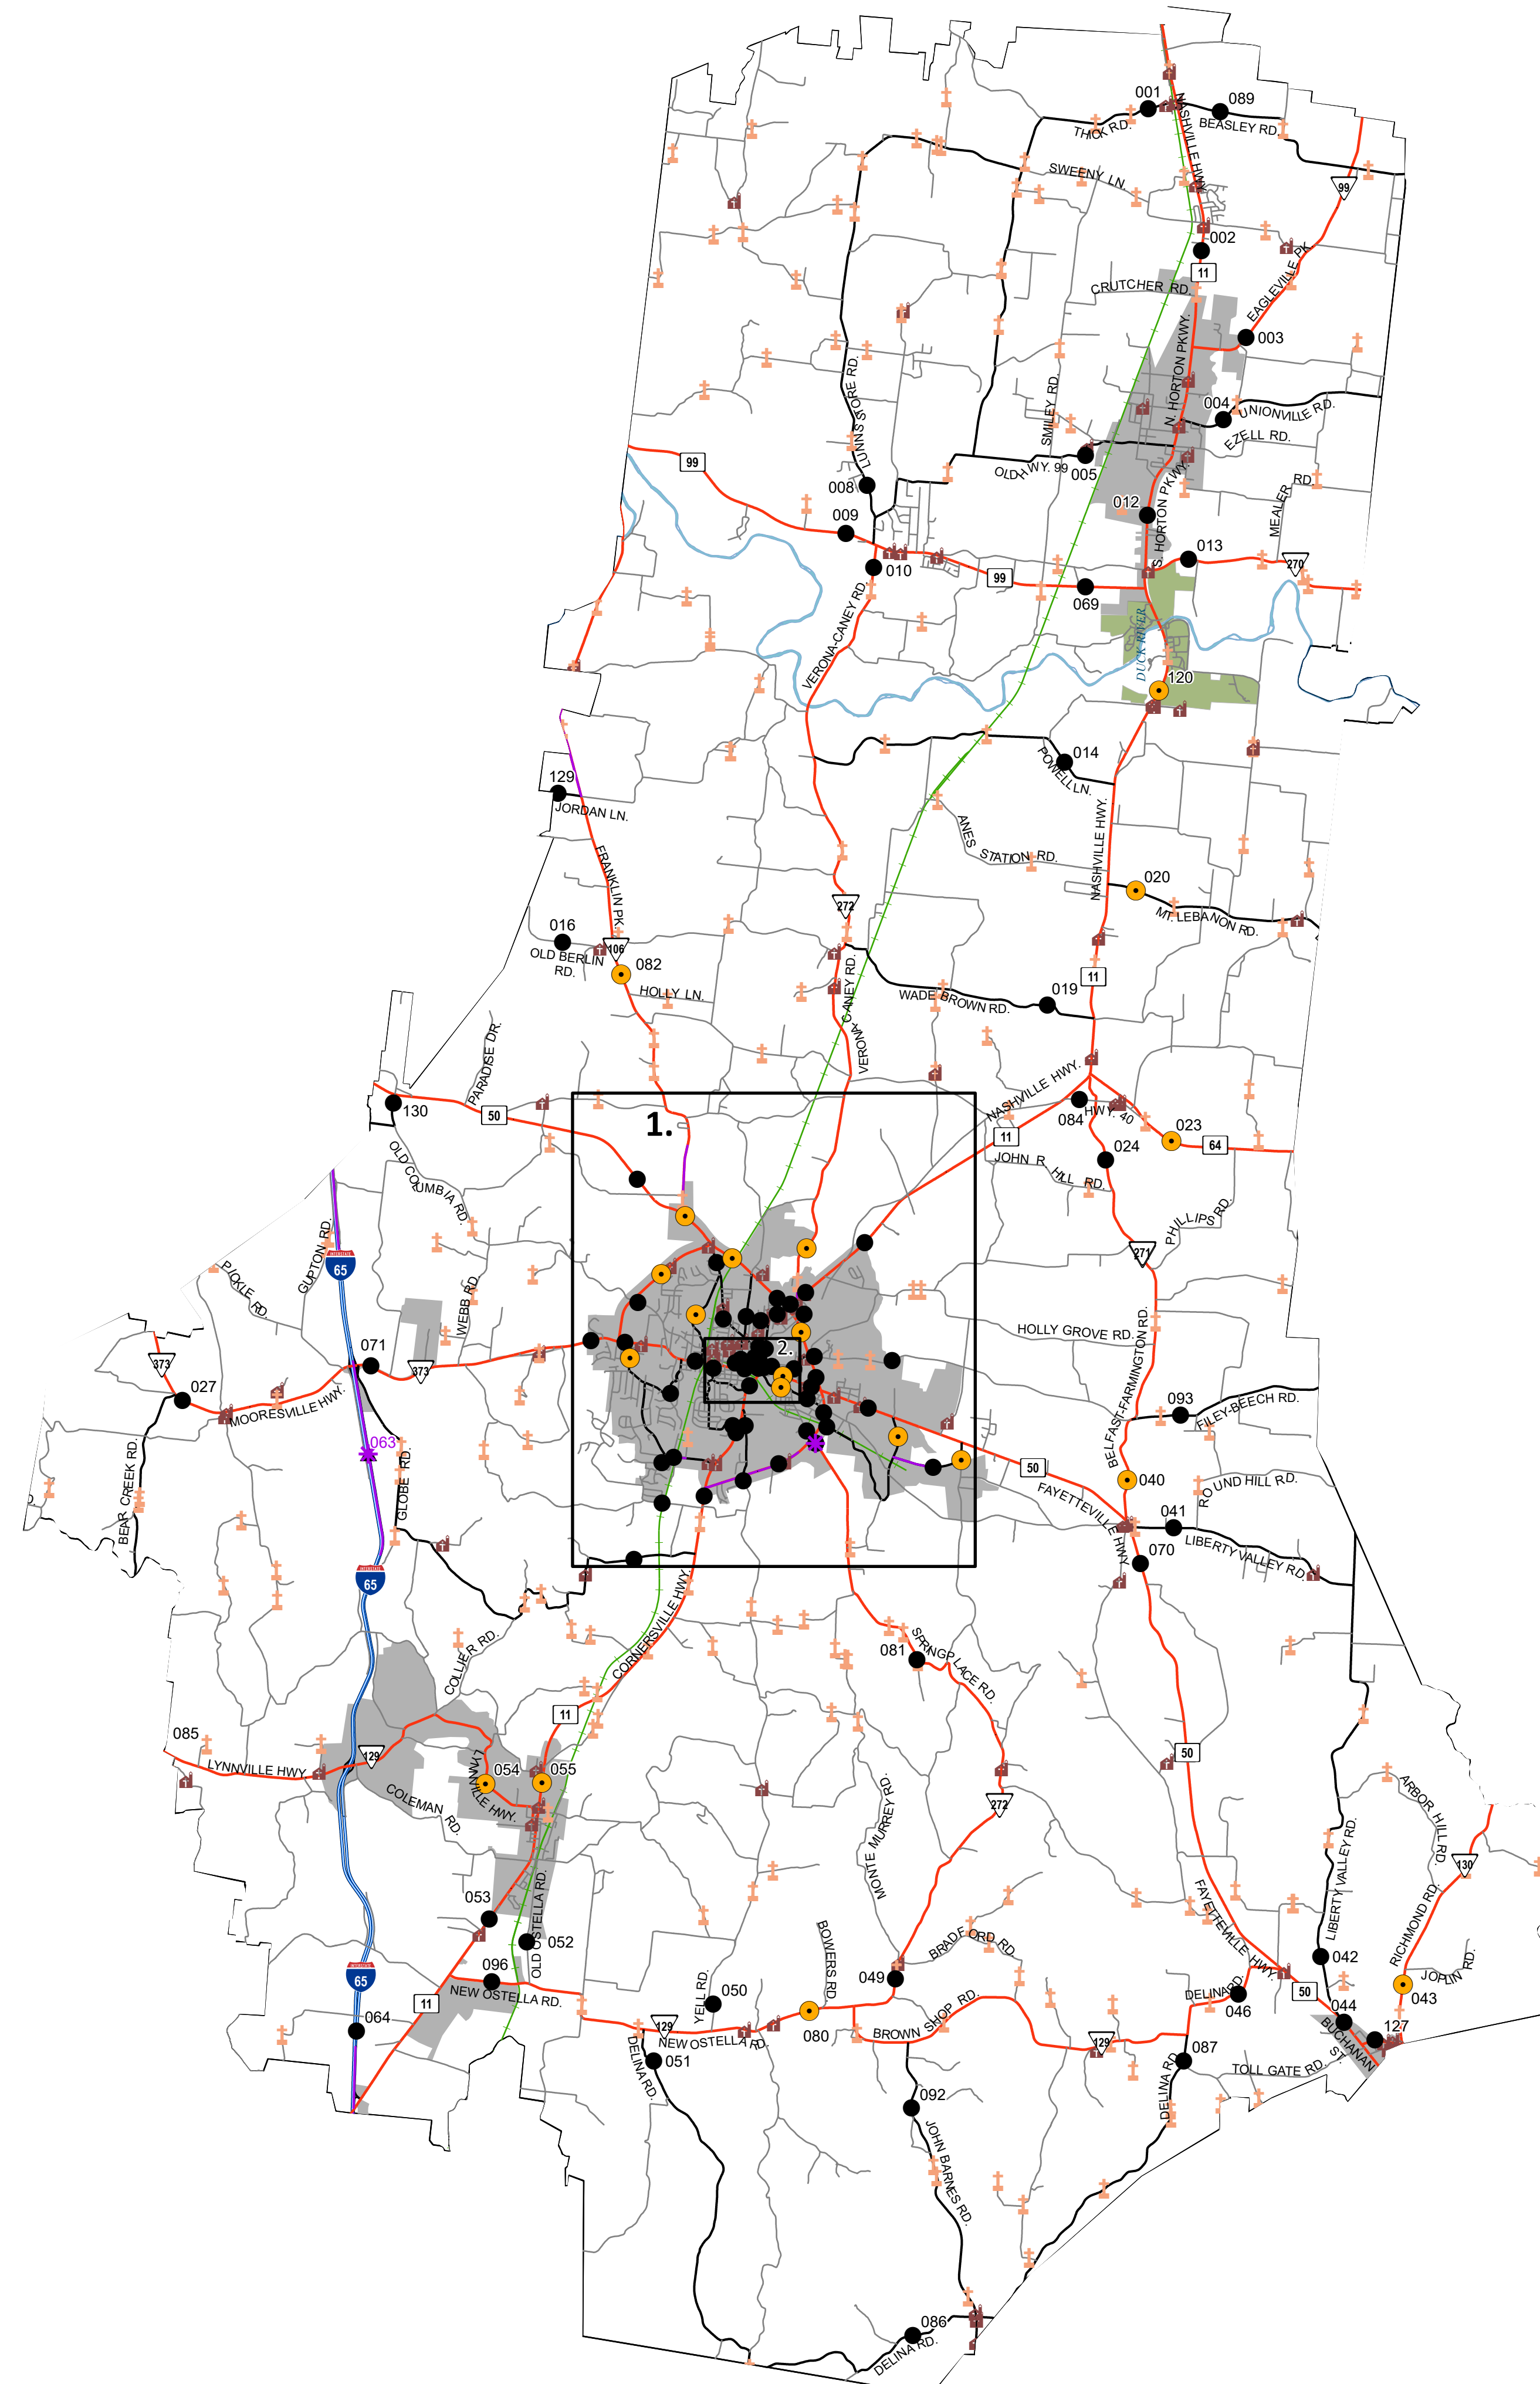 001
089
THICK RD.
NASHVILLE HWY.
BEASLEY RD.
SWEENY LN.
99
002
11
CRUTCHER RD.
EAGLEVILLE PK.
003
N. HORTON PKWY.
LUNNS STORE RD.
SMILEY RD.
004
UNIONVILLE RD.
EZELL RD.
99
OLD HWY. 99
005
008
MEALER RD.
012
S. HORTON PKWY.
009
013
010
99
270
069
VERONA-CANEY RD.
DUCK RIVER
120
014
POWELL LN.
129
JORDAN LN.
ANES STATION RD.
NASHVILLE HWY.
FRANKLIN PK.
020
272
MT. LEBANON RD.
016
OLD BERLIN
RD.
106
082
11
HOLLY LN.
WADE BROWN RD.
019
VERONA CANEY RD.
PARADISE DR.
130
50
1.
NASHVILLE HWY.
084
HWY. 40
023
11
64
024
OLD COLUMBIA RD.
JOHN R. HILL RD.
PHILLIPS RD.
271
GUPTON RD.
65
PICKLE RD.
WEBB RD.
HOLLY GROVE RD.
2.
071
373
373
027
MOORESVILLE HWY.
BELFAST-FARMINGTON RD.
093
FILEY-BEECH RD.
063
BEAR CREEK RD.
GLOBE RD.
50
040
ROUND HILL RD.
FAYETTEVILLE HWY.
041
LIBERTY VALLEY RD.
070
65
CORNERSVILLE HWY.
COLLIER RD.
081
SPRINGPLACE RD.
11
085
LYNNVILLE HWY.
129
50
054
055
LYNNVILLE HWY.
COLEMAN RD.
272
MONTE MURREY RD.
ARBOR HILL RD.
130
LIBERTY VALLEY RD.
RICHMOND RD.
053
OLD OSTELLA RD.
052
BOWERS RD.
BRADFORD RD.
FAYETTEVILLE HWY.
042
JOPLIN RD.
65
096
NEW OSTELLA RD.
049
YELL RD.
050
DELINA RD.
046
50
043
11
064
080
BROWN SHOP RD.
044
127
BUCHANAN ST.
129
NEW OSTELLA RD.
129
051
DELINA RD.
087
TOLL GATE RD.
DELINA RD.
092
JOHN BARNES RD.
086
DELINA RD.